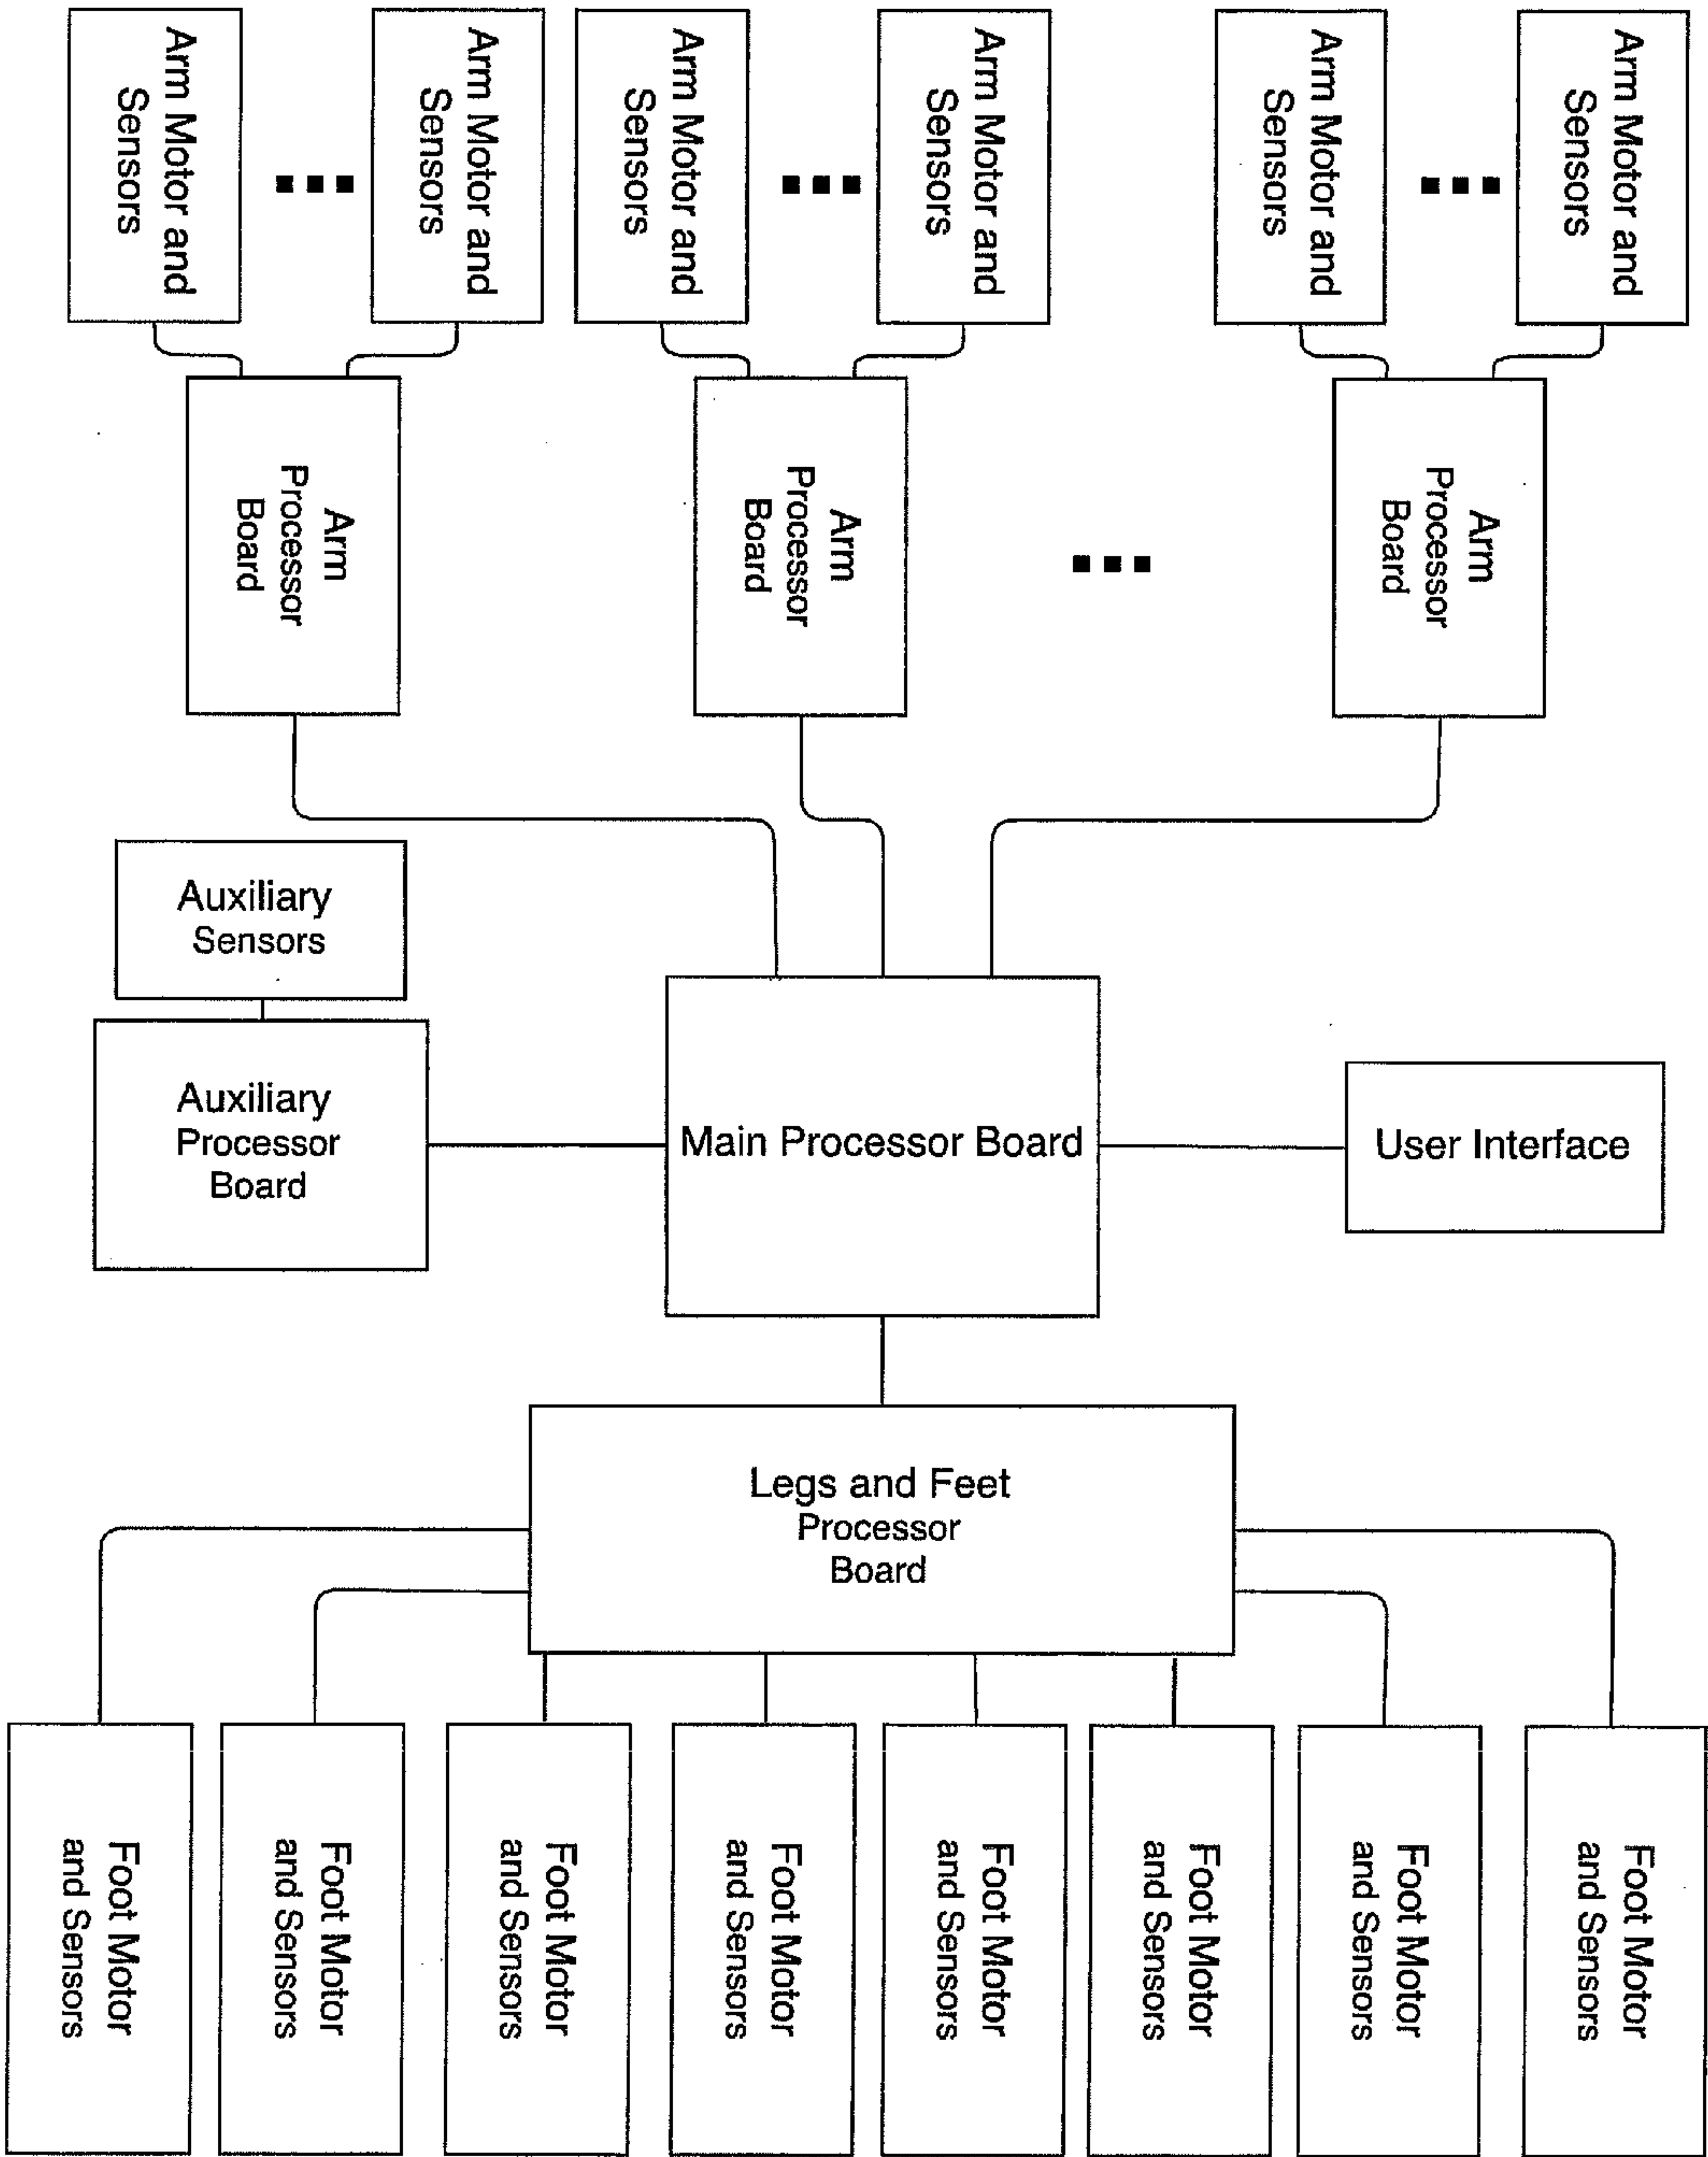 Arm Motor and
Sensors
Arm Motor and
Sensors
Arm Motor and
Sensors
Arm Motor and
Sensors
Arm Motor and
Sensors
Arm Motor and
Sensors
Arm
Processor
Board
Arm
Processor
Board
Arm
Processor
Board
Auxiliary
Sensors
Auxiliary
Processor
Board
Main Processor Board
User Interface
Legs and Feet
Processor
Board
Foot Motor
and Sensors
Foot Motor
and Sensors
Foot Motor
and Sensors
Foot Motor
and Sensors
Foot Motor
and Sensors
Foot Motor
and Sensors
Foot Motor
and Sensors
Foot Motor
and Sensors